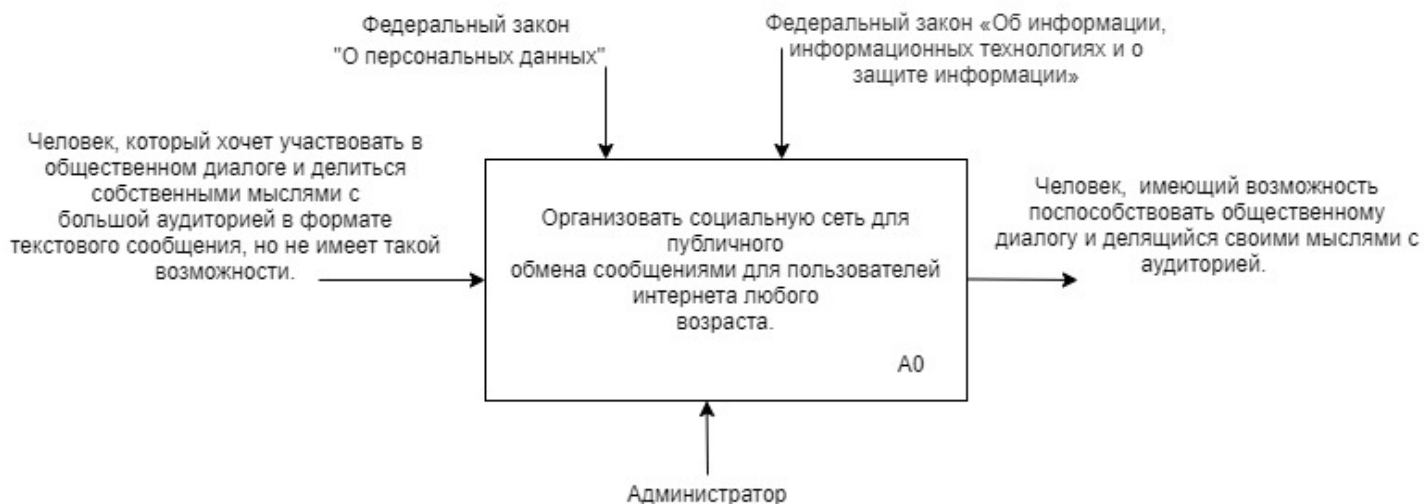 Федеральный закон
"О персональных данных"
Федеральный закон «Об информации,
информационных технологиях и о
защите информации»
Человек, который хочет участвовать в
общественном диалоге и делиться
собственными мыслями с
большой аудиторией в формате
текстового сообщения, но не имеет такой
возможности.
Организовать социальную сеть для
публичного
обмена сообщениями для пользователей
интернета любого
возраста.
A0
Человек, имеющий возможность
поспособствовать общественному
диалогу и делящийся своими мыслями с
аудиторией.
Администратор